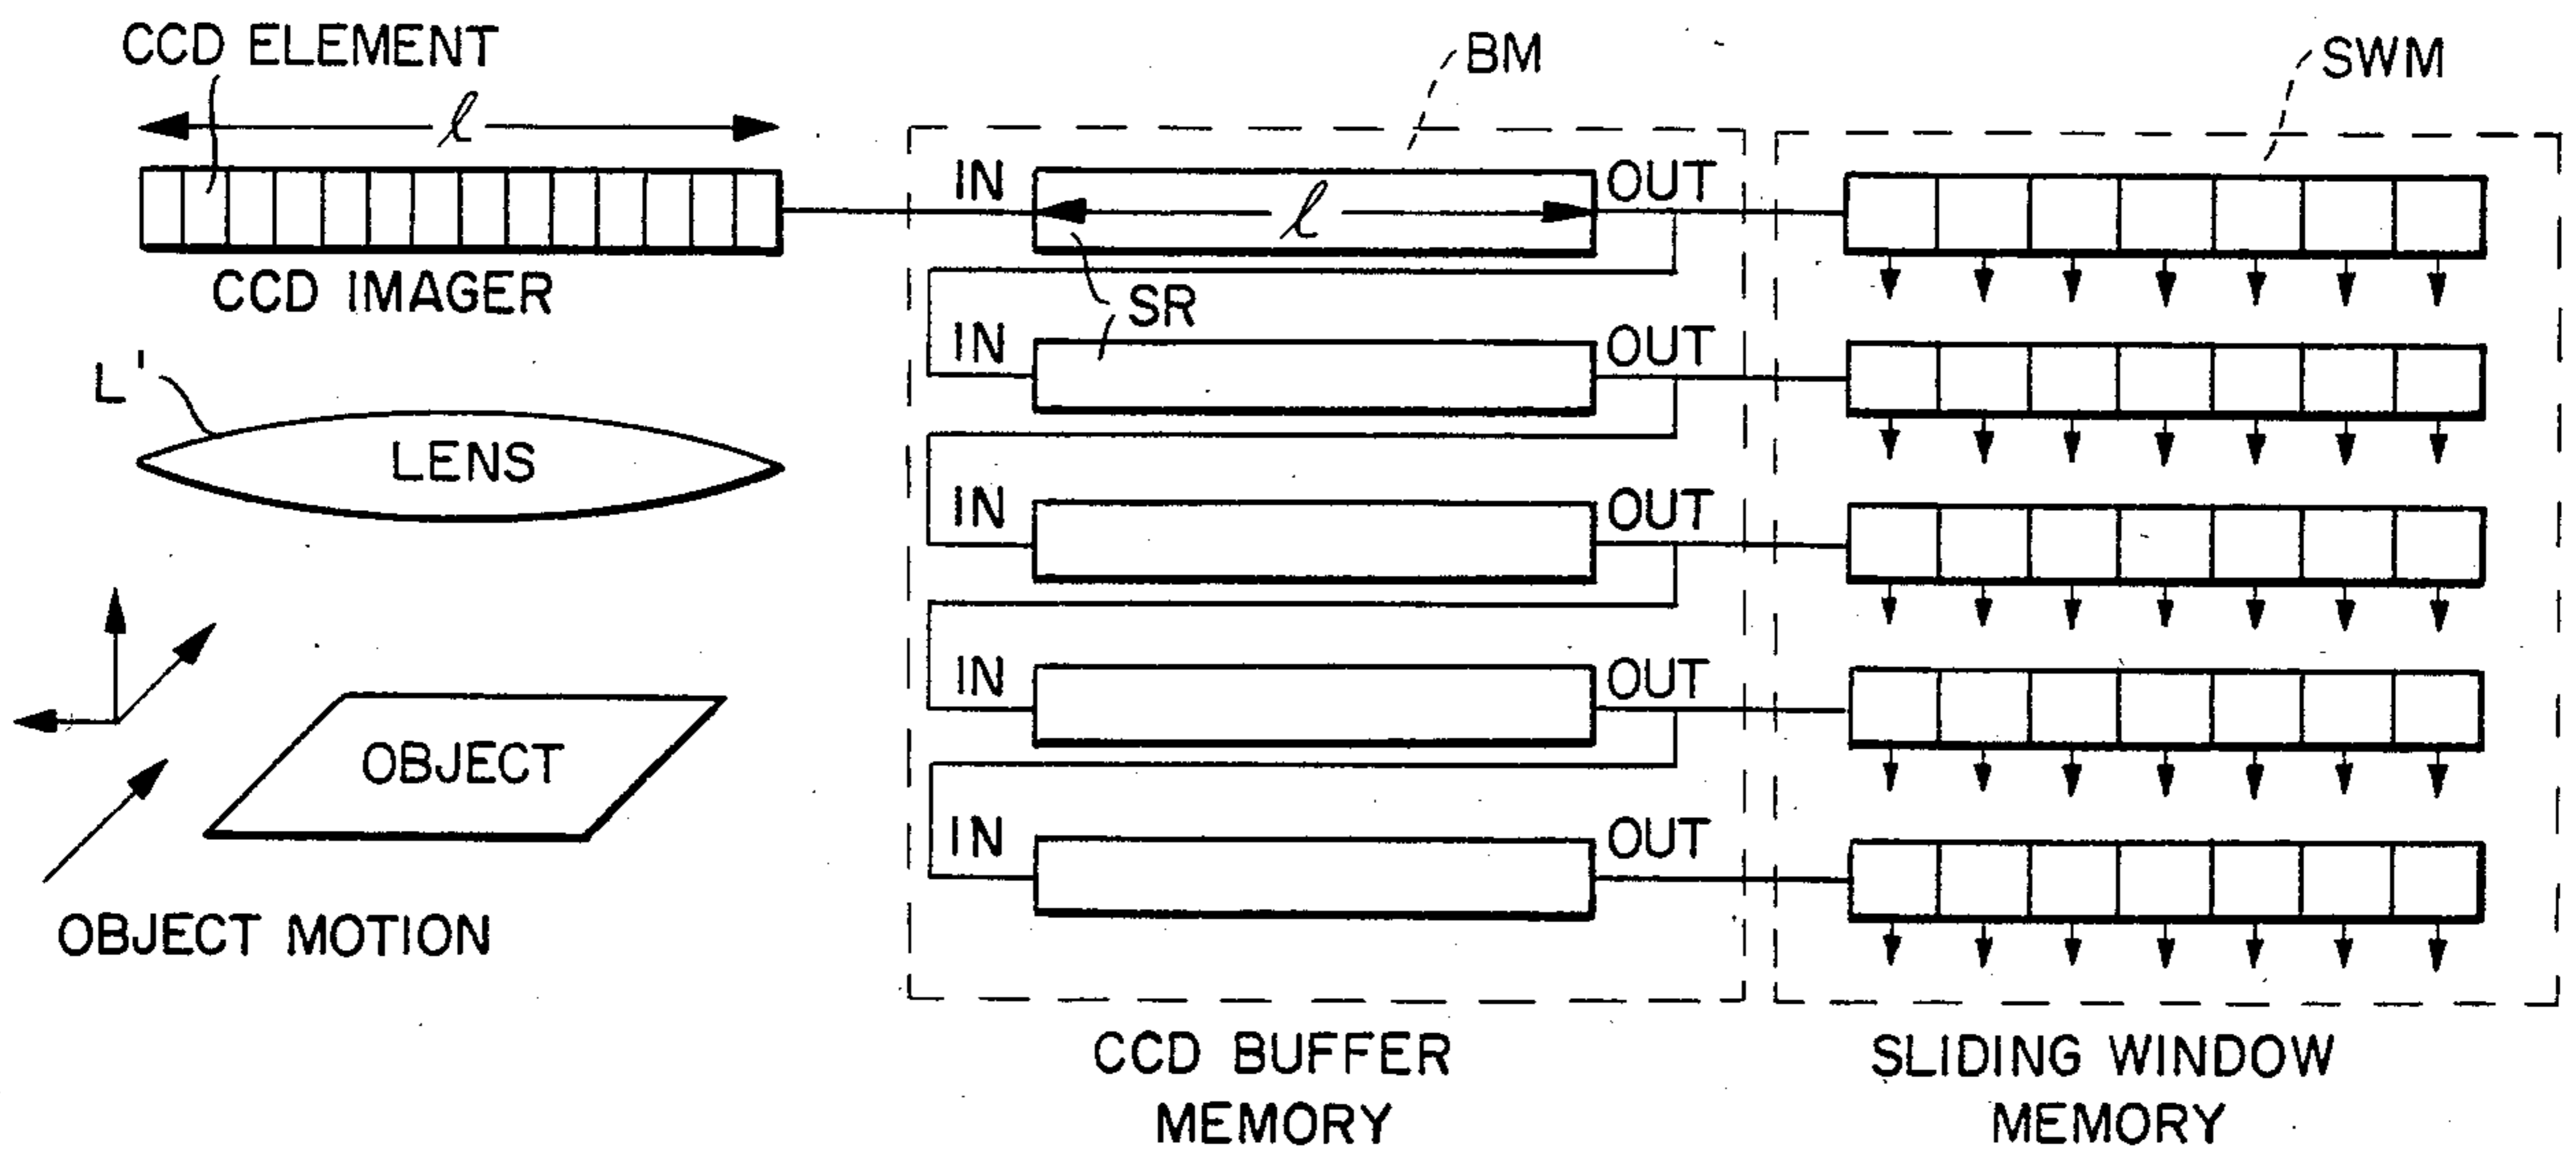 CCD ELEMENT
ℓ
CCD IMAGER
L'
LENS
OBJECT
OBJECT MOTION
BM
IN ℓ OUT
SR
IN OUT
IN OUT
IN OUT
IN OUT
CCD BUFFER
MEMORY
SWM
SLIDING WINDOW
MEMORY